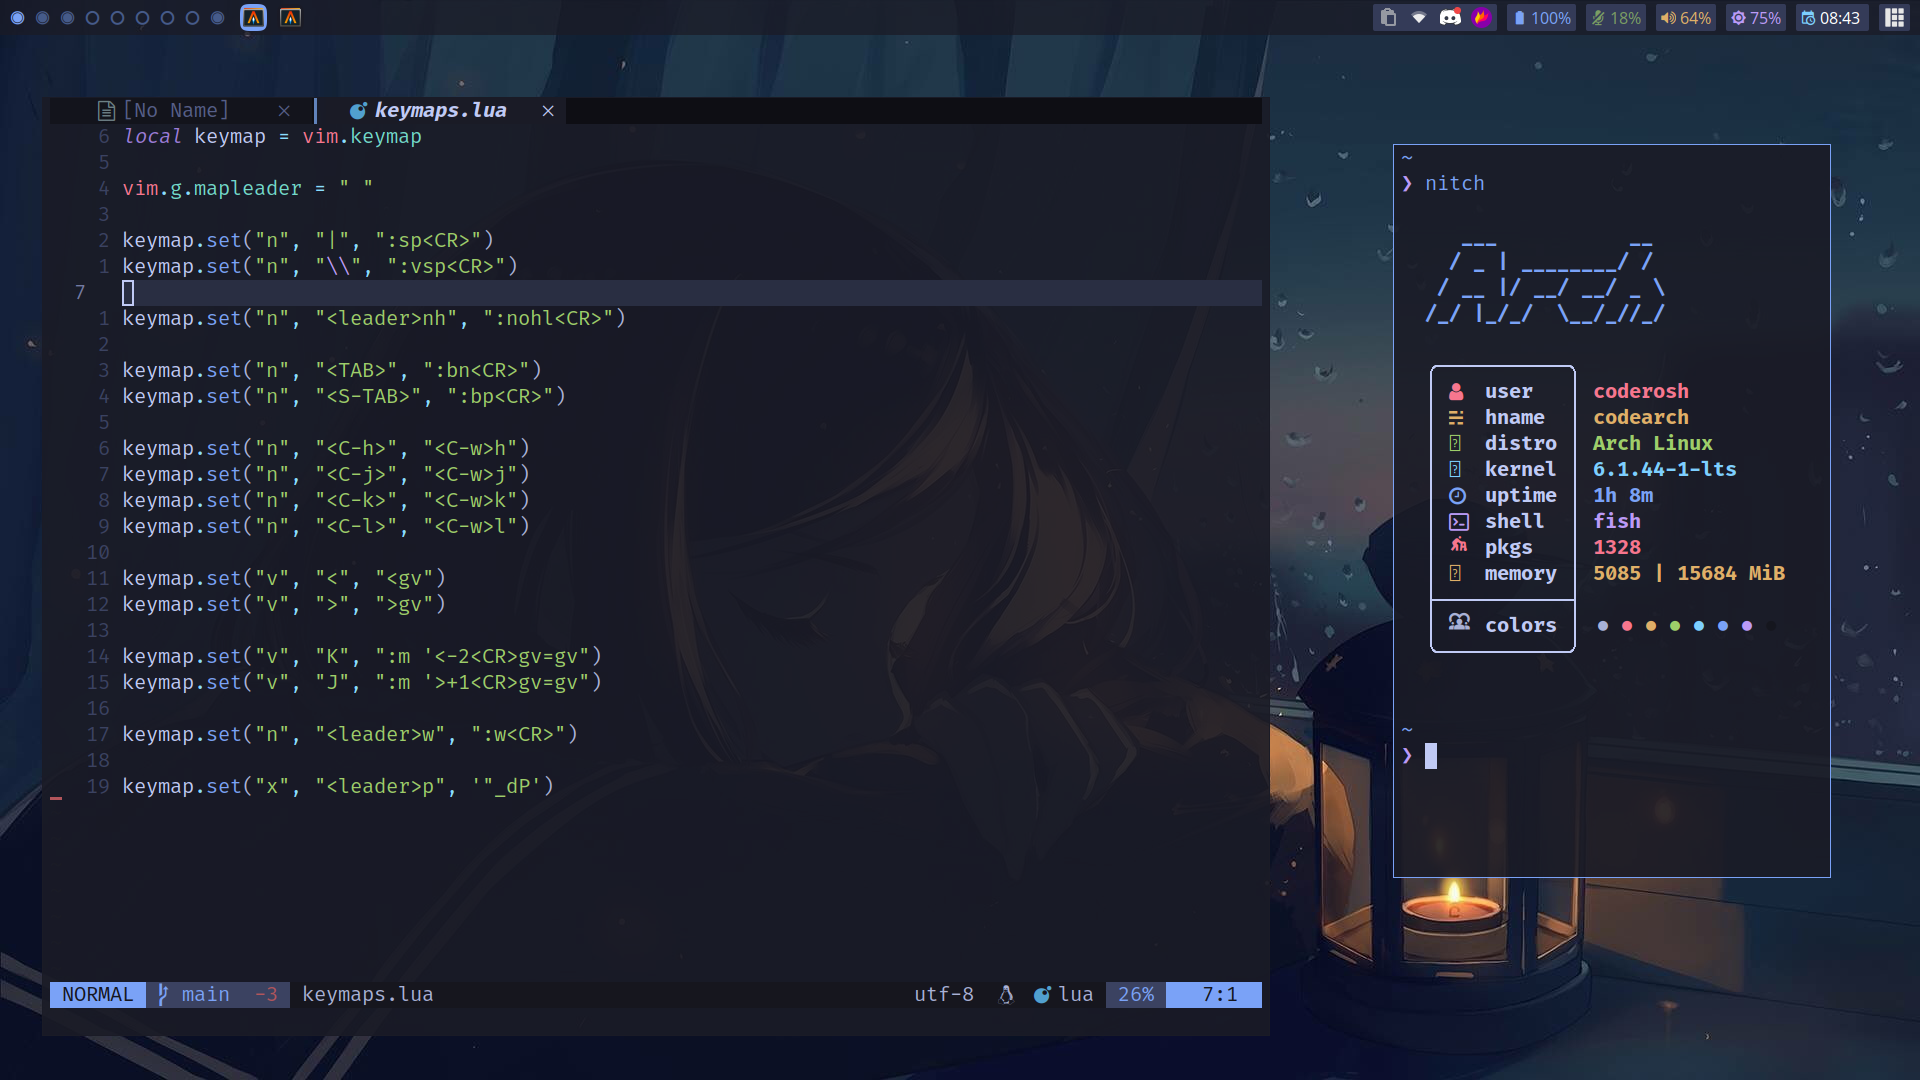 100% 18% 64% 75% 08:43
[No Name] × keymaps.lua ×
6 local keymap = vim.keymap
5
4 vim.g.mapleader = " "
3
2 keymap.set("n", "|", ":sp<CR>")
1 keymap.set("n", "\\", ":vsp<CR>")
7
1 keymap.set("n", "<leader>nh", ":nohl<CR>")
2
3 keymap.set("n", "<TAB>", ":bn<CR>")
4 keymap.set("n", "<S-TAB>", ":bp<CR>")
5
6 keymap.set("n", "<C-h>", "<C-w>h")
7 keymap.set("n", "<C-j>", "<C-w>j")
8 keymap.set("n", "<C-k>", "<C-w>k")
9 keymap.set("n", "<C-l>", "<C-w>l")
10
11 keymap.set("v", "<", "<gv")
12 keymap.set("v", ">", ">gv")
13
14 keymap.set("v", "K", ":m '<-2<CR>gv=gv")
15 keymap.set("v", "J", ":m '>+1<CR>gv=gv")
16
17 keymap.set("n", "<leader>w", ":w<CR>")
18
19 keymap.set("x", "<leader>p", '"_dP')
NORMAL main -3 keymaps.lua utf-8 lua 26% 7:1
~
❯ nitch
Arch
user coderosh
hname codearch
distro Arch Linux
kernel 6.1.44-1-lts
uptime 1h 8m
shell fish
pkgs 1328
memory 5085 | 15684 MiB
colors
~
❯